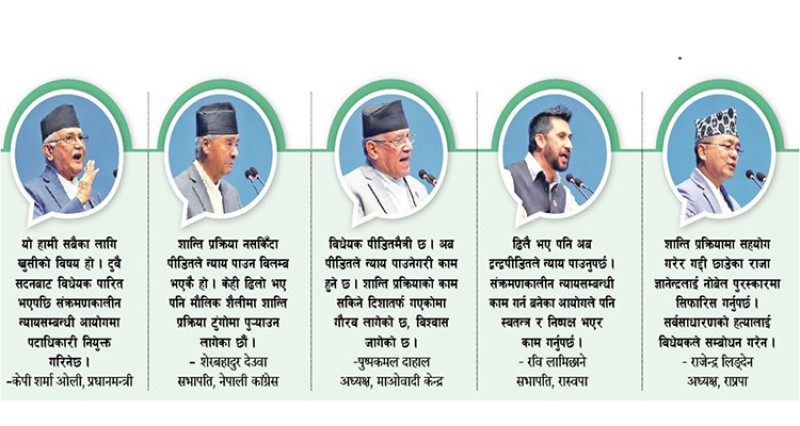 यो हामी सबैका लागि
खुसीको विषय हो । दुवै
सदनबाट विधेयक पारित
भएपछि संक्रमणकालीन
न्यायसम्बन्धी आयोगमा
पदाधिकारी नियुक्त
गरिनेछ ।
–केपी शर्मा ओली, प्रधानमन्त्री
शान्ति प्रक्रिया नसकिँदा
पीडितले न्याय पाउन बिलम्ब
भएकै हो । केही ढिलो भए
पनि मौलिक शैलीमा शान्ति
प्रक्रिया टुंगोमा पुऱ्याउन
लागेका छौं ।
– शेरबहादुर देउवा
सभापति, नेपाली कांग्रेस
विधेयक पीडितमैत्री छ । अब
पीडितले न्याय पाउनेगरी काम
हुने छ । शान्ति प्रक्रियाको काम
सकिने दिशातर्फ गएकोमा
गौरव लागेको छ, विश्वास
जागेको छ ।
-पुष्पकमल दाहाल
अध्यक्ष, माओवादी केन्द्र
ढिलै भए पनि अब
द्वन्द्वपीडितले न्याय पाउनुपर्छ ।
संक्रमणकालीन न्यायसम्बन्धी
काम गर्न बनेका आयोगले पनि
स्वतन्त्र र निष्पक्ष भएर
काम गर्नुपर्छ ।
- रवि लामिछाने
सभापति, रास्वपा
शान्ति प्रक्रियामा सहयोग
गरेर गद्दी छाडेका राजा
ज्ञानेन्द्रलाई नोबेल पुरस्कारमा
सिफारिस गर्नुपर्छ ।
सर्वसाधारणको हत्यालाई
बिधेयकले सम्बोधन गरेन ।
- राजेन्द्र लिङ्देन
अध्यक्ष, राप्रपा